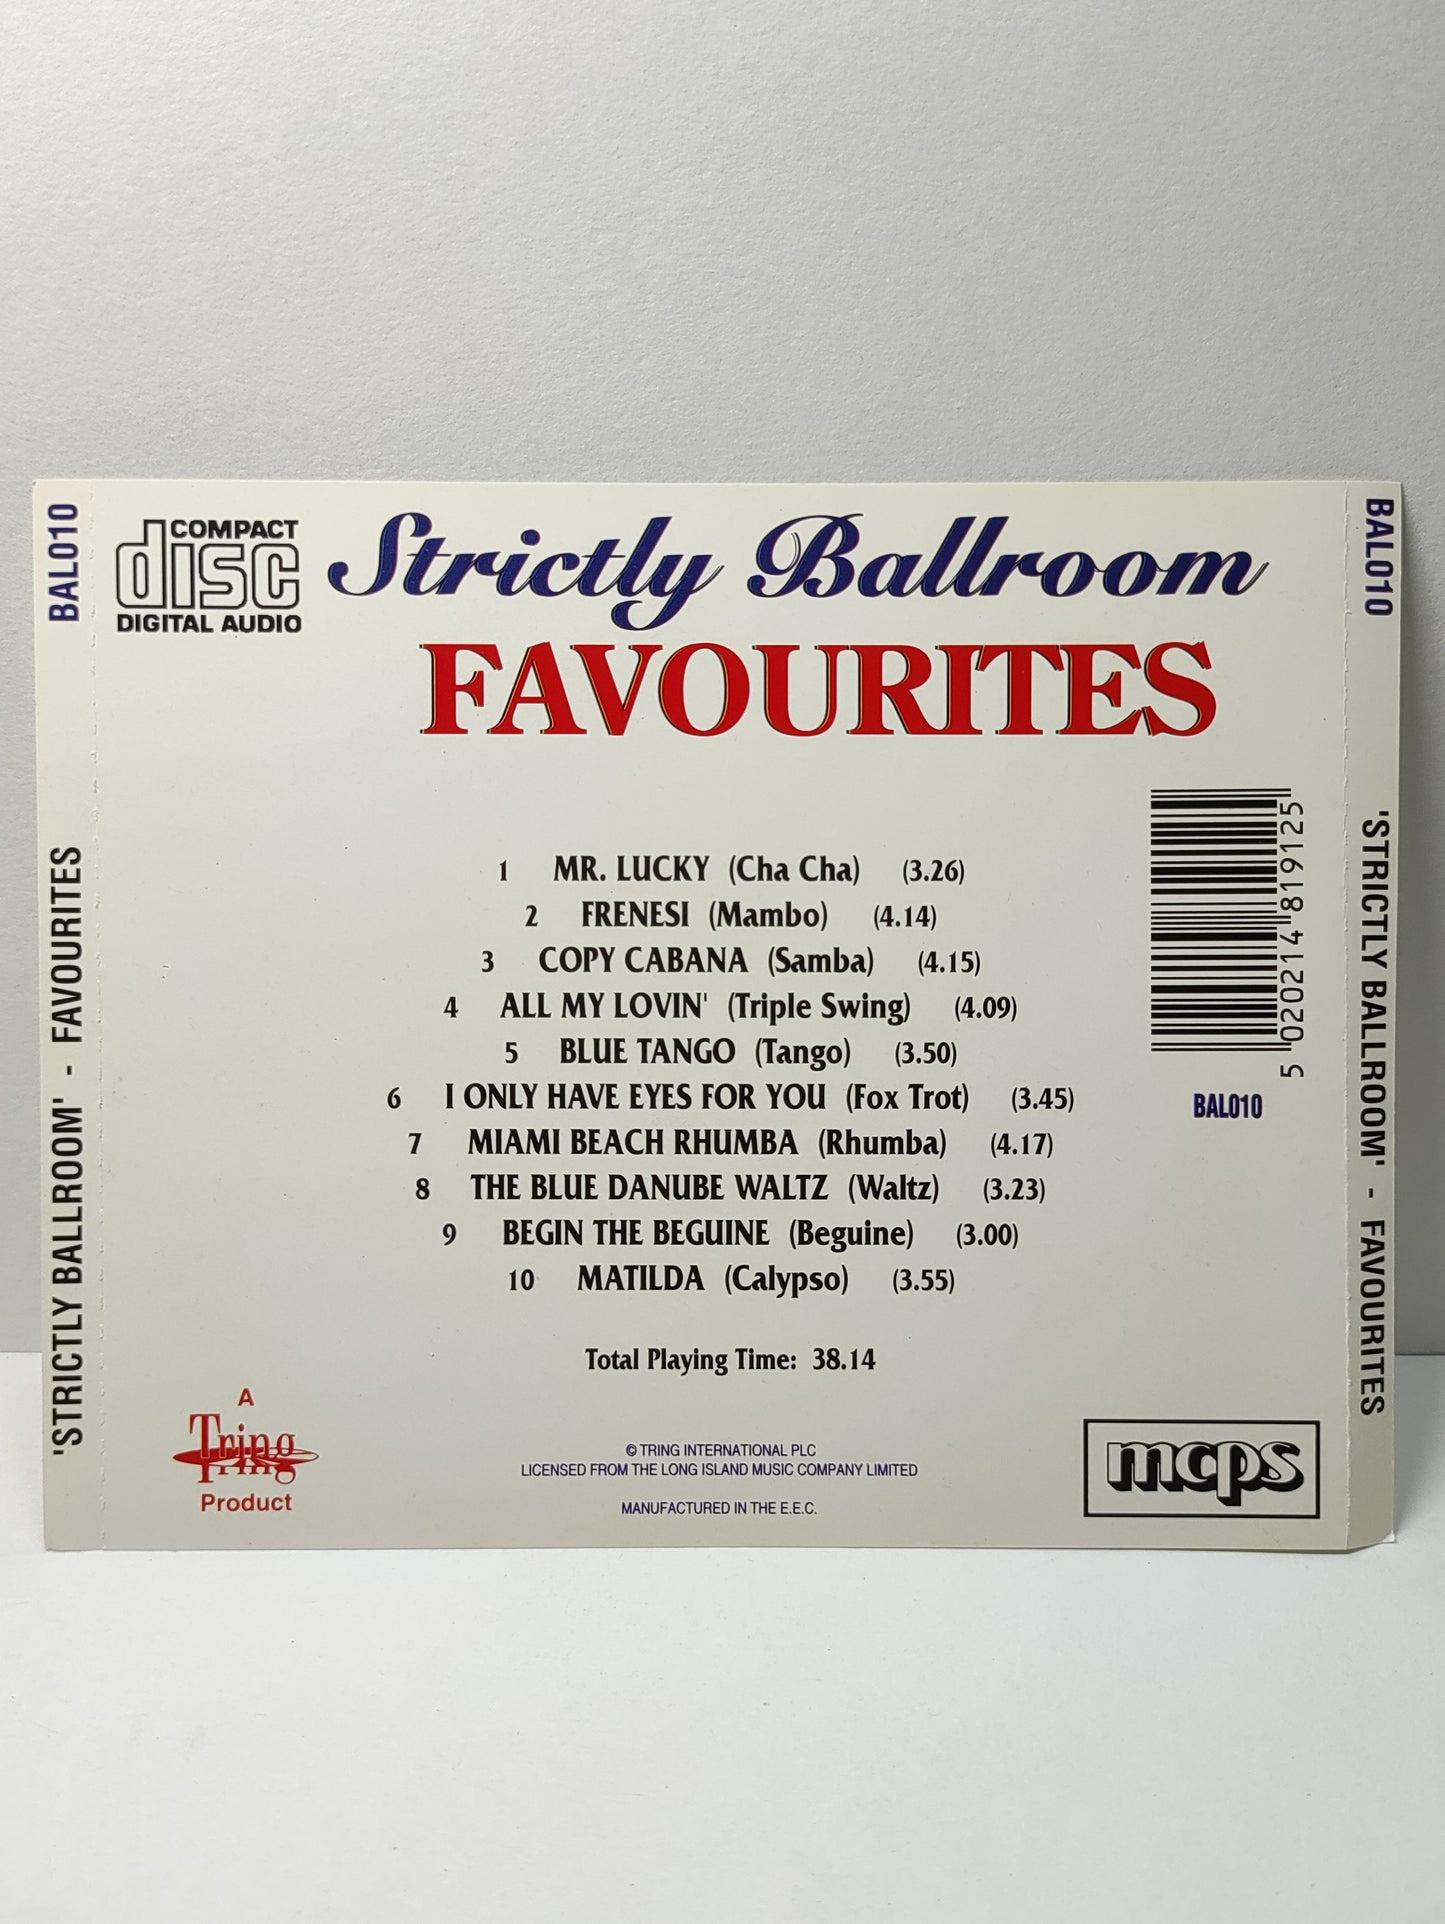 BAL010
'STRICTLY BALLROOM' - FAVOURITES
COMPACT
disc
DIGITAL AUDIO
Strictly Ballroom
FAVOURITES
1 MR. LUCKY (Cha Cha) (3.26)
2 FRENESI (Mambo) (4.14)
3 COPY CABANA (Samba) (4.15)
4 ALL MY LOVIN' (Triple Swing) (4.09)
5 BLUE TANGO (Tango) (3.50)
6 I ONLY HAVE EYES FOR YOU (Fox Trot) (3.45)
7 MIAMI BEACH RHUMBA (Rhumba) (4.17)
8 THE BLUE DANUBE WALTZ (Waltz) (3.23)
9 BEGIN THE BEGUINE (Beguine) (3.00)
10 MATILDA (Calypso) (3.55)
Total Playing Time: 38.14
5 020214 819125
BAL010
A
Tring
Product
© TRING INTERNATIONAL PLC
LICENSED FROM THE LONG ISLAND MUSIC COMPANY LIMITED
MANUFACTURED IN THE E.E.C.
mcps
BAL010
'STRICTLY BALLROOM' - FAVOURITES